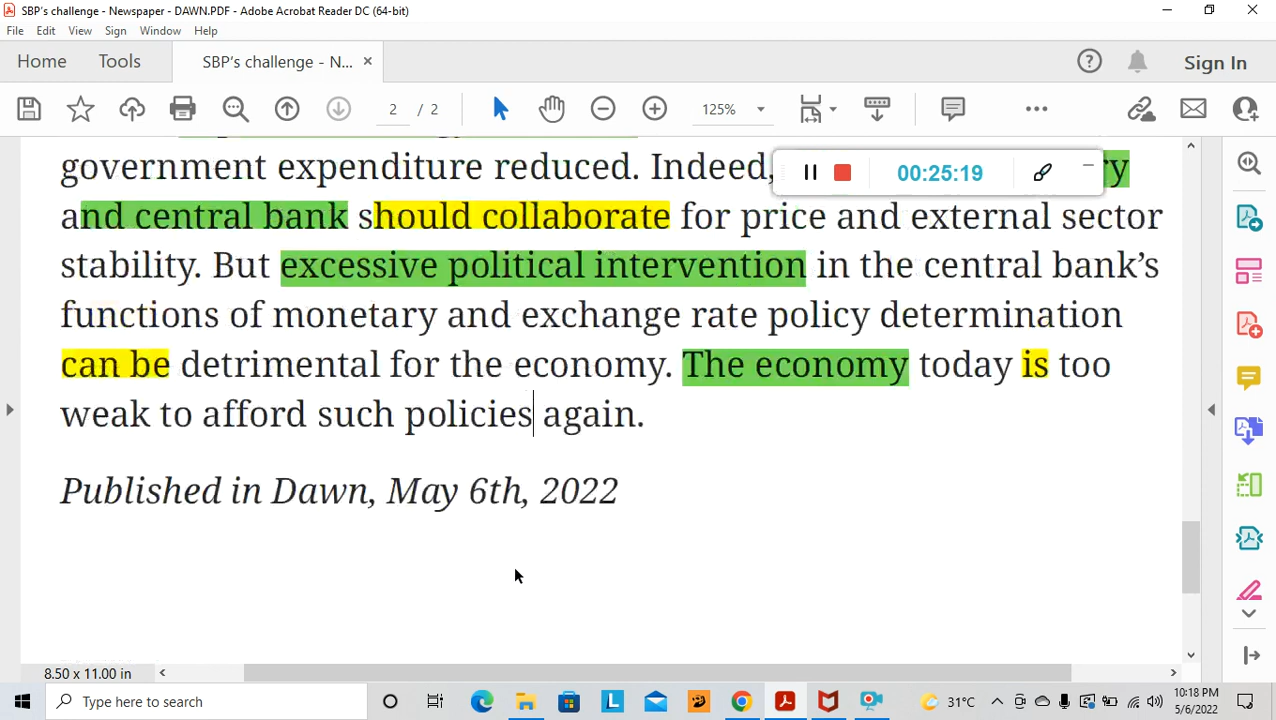 SBP's challenge - Newspaper - DAWN.PDF - Adobe Acrobat Reader DC (64-bit)
File Edit View Sign Window Help
Home Tools SBP's challenge - N... × Sign In
2 / 2 125%
government expenditure reduced. Indeed, ry
00:25:19
and central bank should collaborate for price and external sector
stability. But excessive political intervention in the central bank's
functions of monetary and exchange rate policy determination
can be detrimental for the economy. The economy today is too
weak to afford such policies again.
Published in Dawn, May 6th, 2022
8.50 x 11.00 in
Type here to search 31°C 10:18 PM
5/6/2022